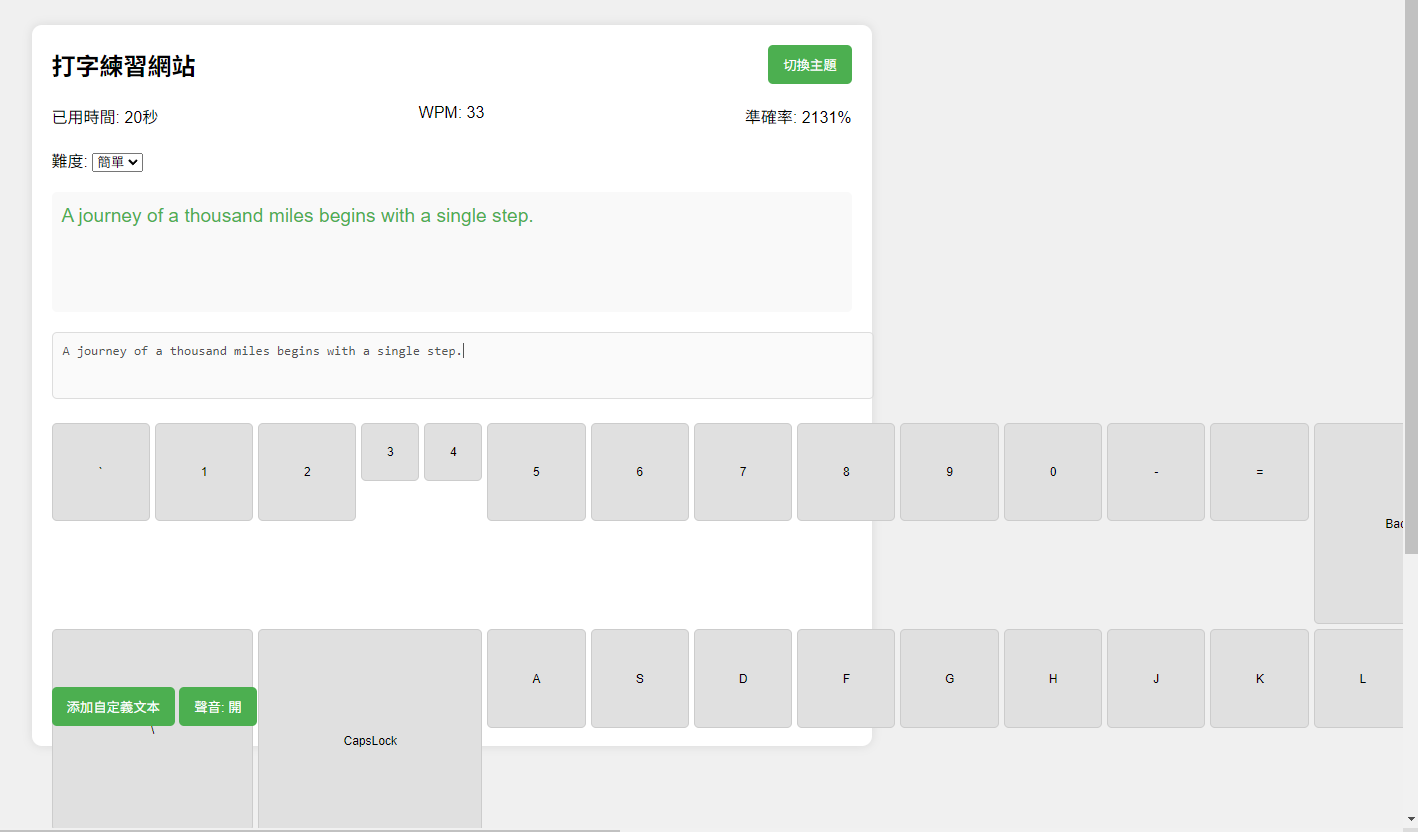 打字練習網站
切換主題
已用時間: 20秒 WPM: 33 準確率: 2131%
難度: 簡單
A journey of a thousand miles begins with a single step.
A journey of a thousand miles begins with a single step.
` 1 2 3 4 5 6 7 8 9 0 - =
Bac
A S D F G H J K L
添加自定義文本 聲音: 開
\
CapsLock